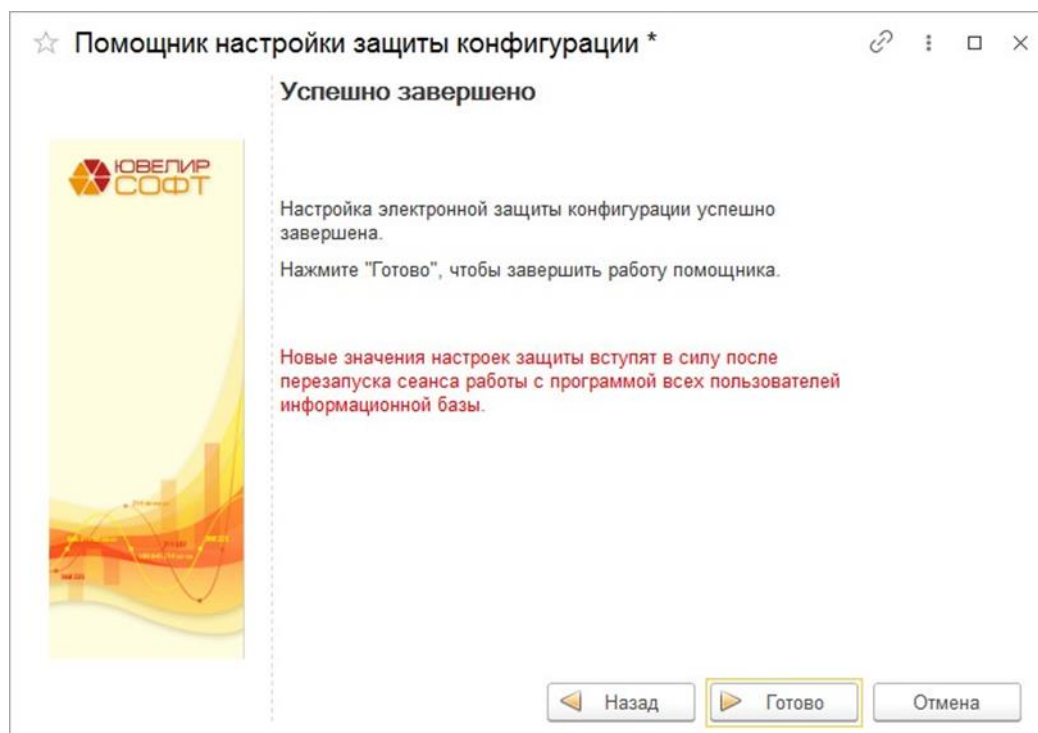 Помощник настройки защиты конфигурации *
Успешно завершено
ЮВЕЛИР
СОФТ
Настройка электронной защиты конфигурации успешно
завершена.
Нажмите "Готово", чтобы завершить работу помощника.
Новые значения настроек защиты вступят в силу после
перезапуска сеанса работы с программой всех пользователей
информационной базы.
Назад
Готово
Отмена